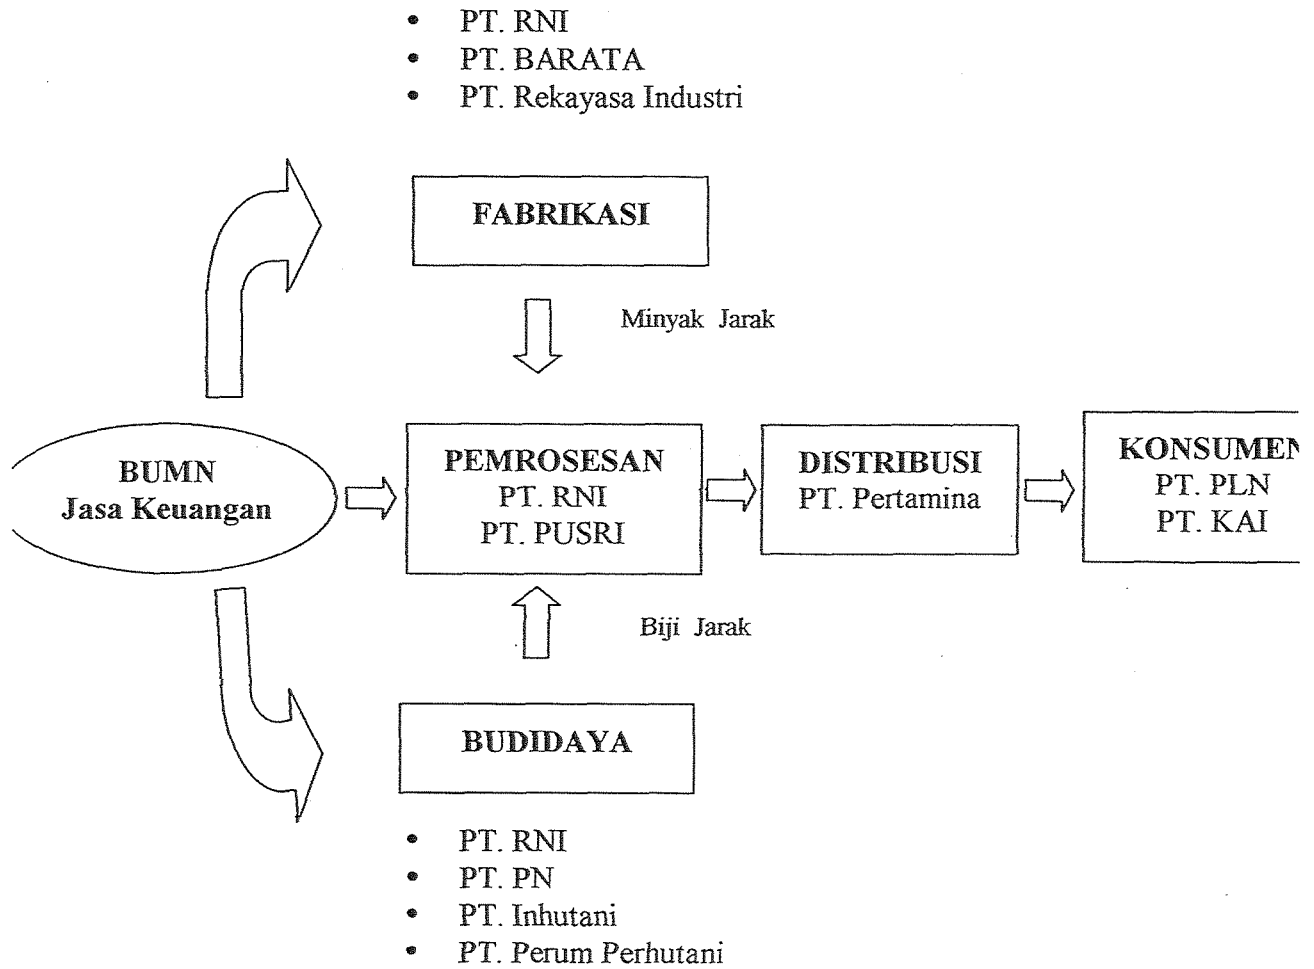 • PT. RNI
• PT. BARATA
• PT. Rekayasa Industri
FABRIKASI
Minyak Jarak
BUMN
Jasa Keuangan
PEMROSESAN
PT. RNI
PT. PUSRI
DISTRIBUSI
PT. Pertamina
KONSUMEN
PT. PLN
PT. KAI
Biji Jarak
BUDIDAYA
• PT. RNI
• PT. PN
• PT. Inhutani
• PT. Perum Perhutani